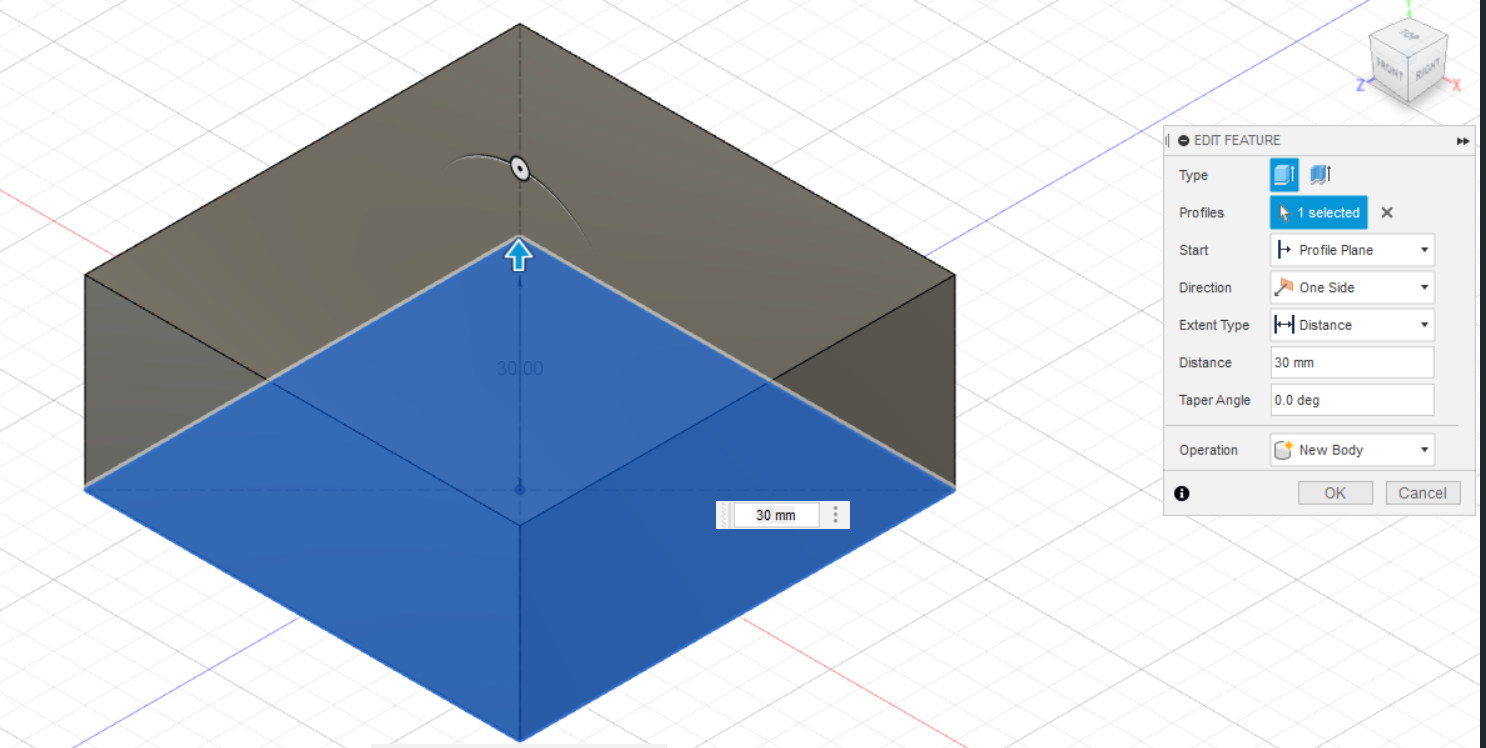 Y
TOP
FRONT
RIGHT
Z
X
EDIT FEATURE
Type
Profiles 1 selected
Start Profile Plane
Direction One Side
Extent Type Distance
Distance 30 mm
Taper Angle 0.0 deg
Operation New Body
OK Cancel
30.00
30 mm